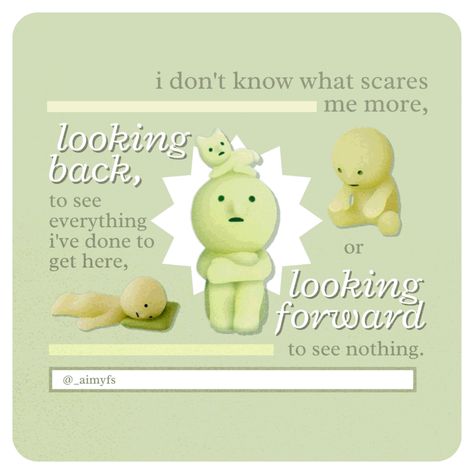 i don't know what scares
me more,
looking
back,
to see
everything
i've done to
get here,
or
looking
forward
to see nothing.
@_aimyfs